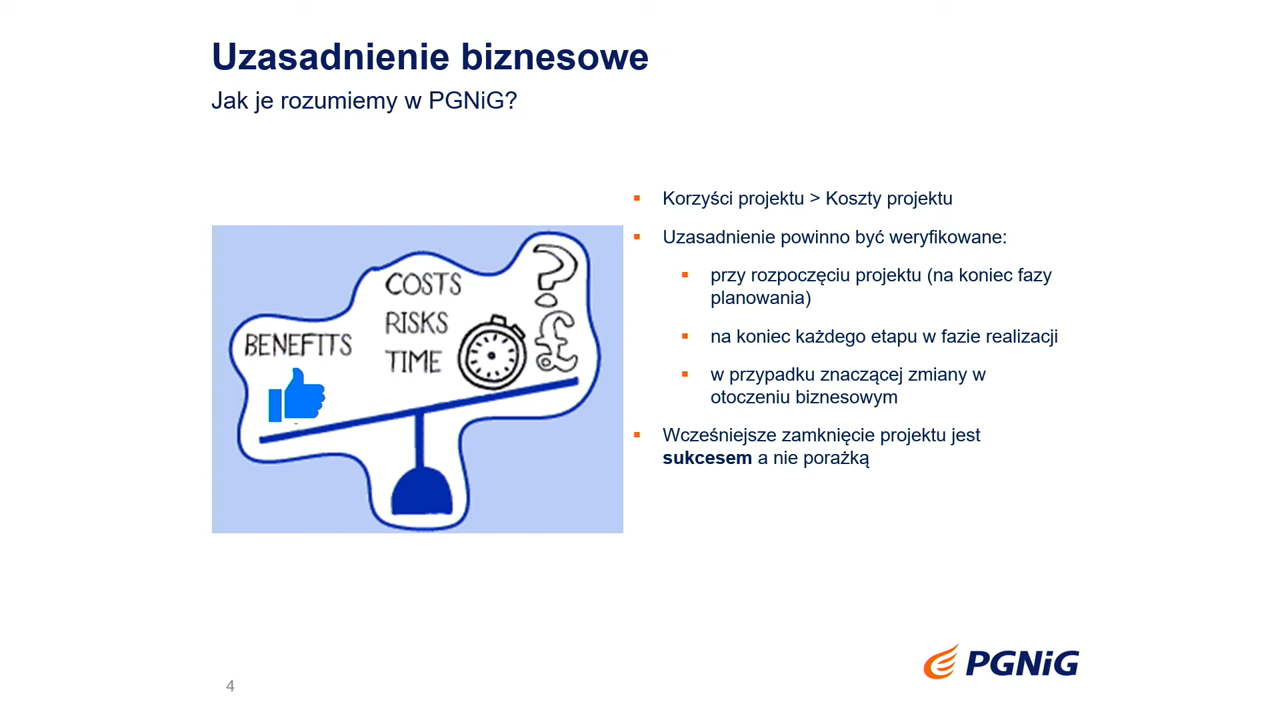 Uzasadnienie biznesowe
Jak je rozumiemy w PGNiG?
BENEFITS
COSTS
RISKS
TIME
?
£
▪ Korzyści projektu > Koszty projektu
▪ Uzasadnienie powinno być weryfikowane:
▪ przy rozpoczęciu projektu (na koniec fazy
planowania)
▪ na koniec każdego etapu w fazie realizacji
▪ w przypadku znaczącej zmiany w
otoczeniu biznesowym
▪ Wcześniejsze zamknięcie projektu jest
sukcesem a nie porażką
4
PGNiG